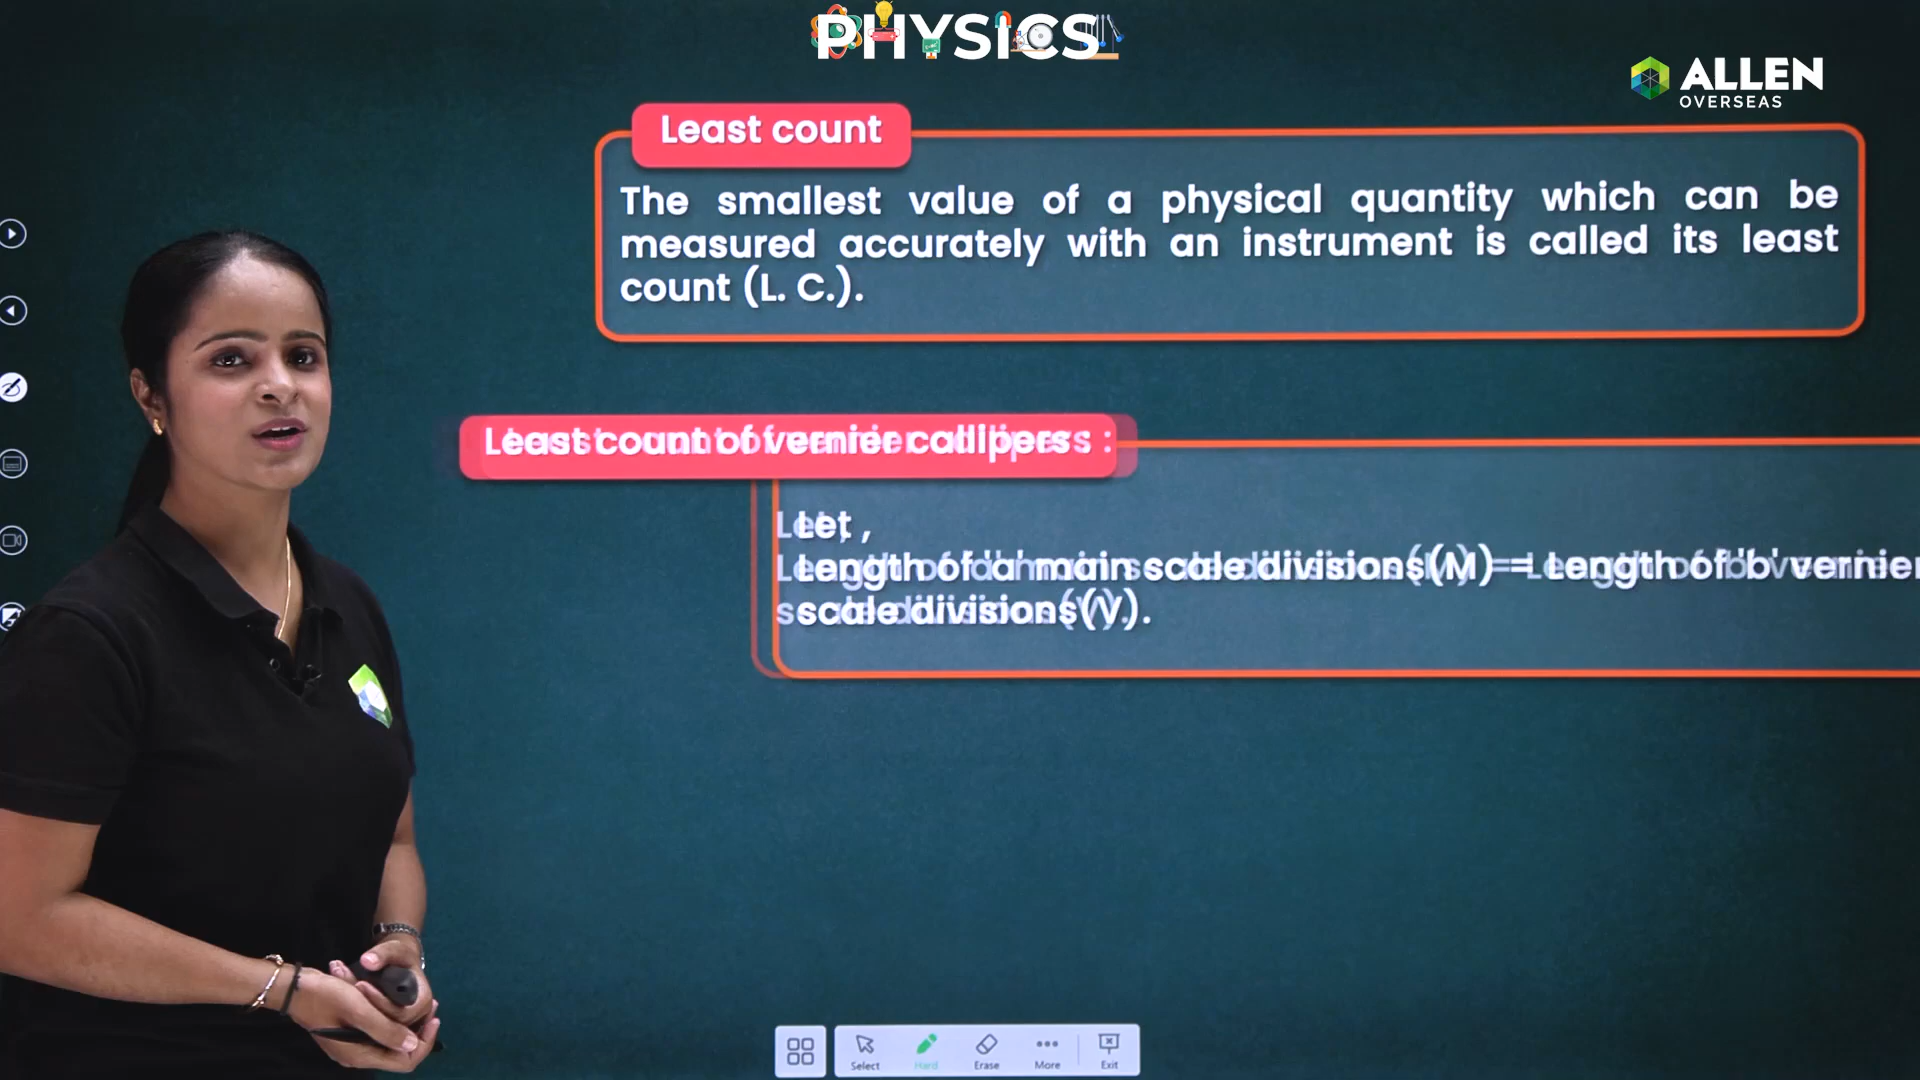 PHYSICS
ALLEN
OVERSEAS
Least count
The smallest value of a physical quantity which can be
measured accurately with an instrument is called its least
count (L. C.).
Least count of vernier callipers :
Let ,
Length of 'a' main scale divisions(M) = Length of 'b' vernier
scale divisions(V).
Select
Hard
Erase
More
Exit